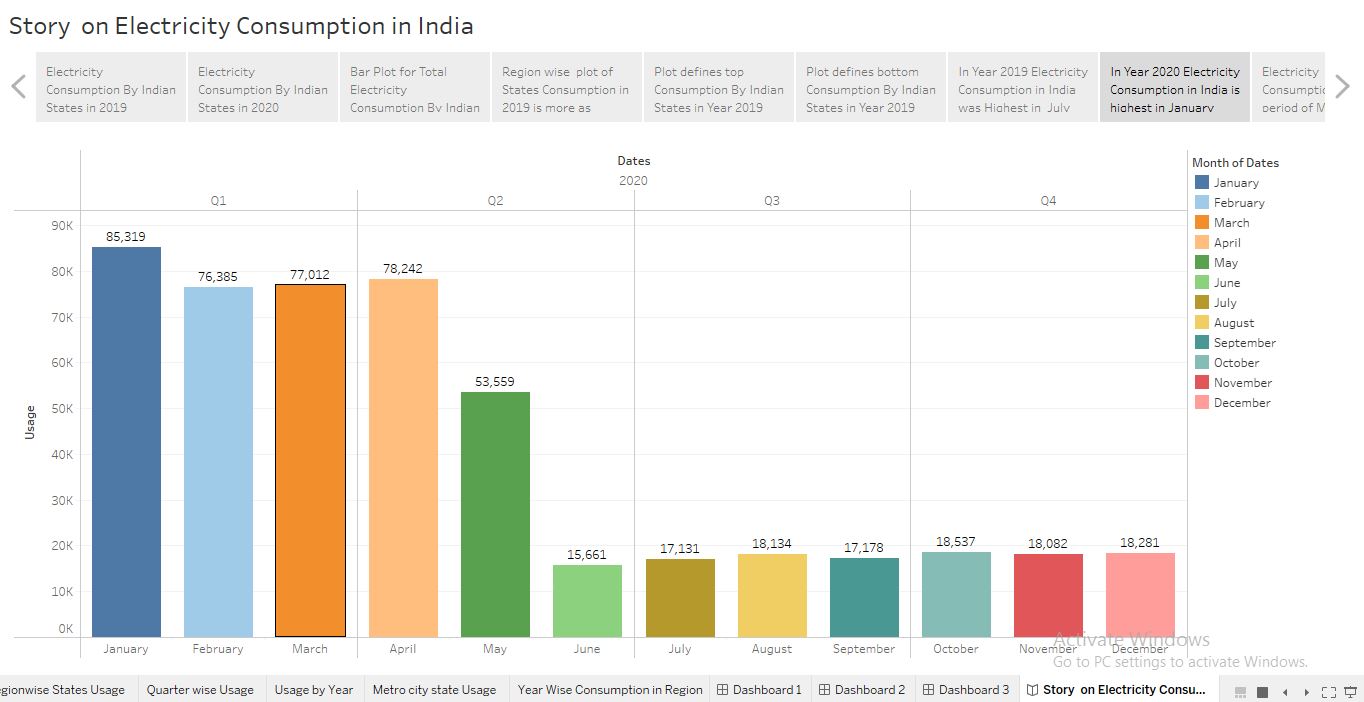 Story  on Electricity Consumption in India
Electricity
Consumption By Indian
States in 2019
Electricity
Consumption By Indian
States in 2020
Bar Plot for Total
Electricity
Consumption By Indian
Region wise  plot of
States Consumption in
2019 is more as
Plot defines top
Consumption By Indian
States in Year 2019
Plot defines bottom
Consumption By Indian
States in Year 2019
In Year 2019 Electricity
Consumption in India
was Highest in  July
In Year 2020 Electricity
Consumption in India is
highest in January
Electricity
period of
Dates
2020
Q1 Q2 Q3 Q4
90K
80K
70K
60K
50K
40K
30K
20K
10K
0K
Usage
85,319
76,385
77,012
78,242
53,559
15,661
17,131
18,134
17,178
18,537
18,082
18,281
January February March April May June July August September October November December
Month of Dates
January
February
March
April
May
June
July
August
September
October
November
December
Activate Windows
Go to PC settings to activate Windows.
States Usage Quarter wise Usage Usage by Year Metro city state Usage Year Wise Consumption in Region Dashboard 1 Dashboard 2 Dashboard 3 Story  on Electricity Consu...